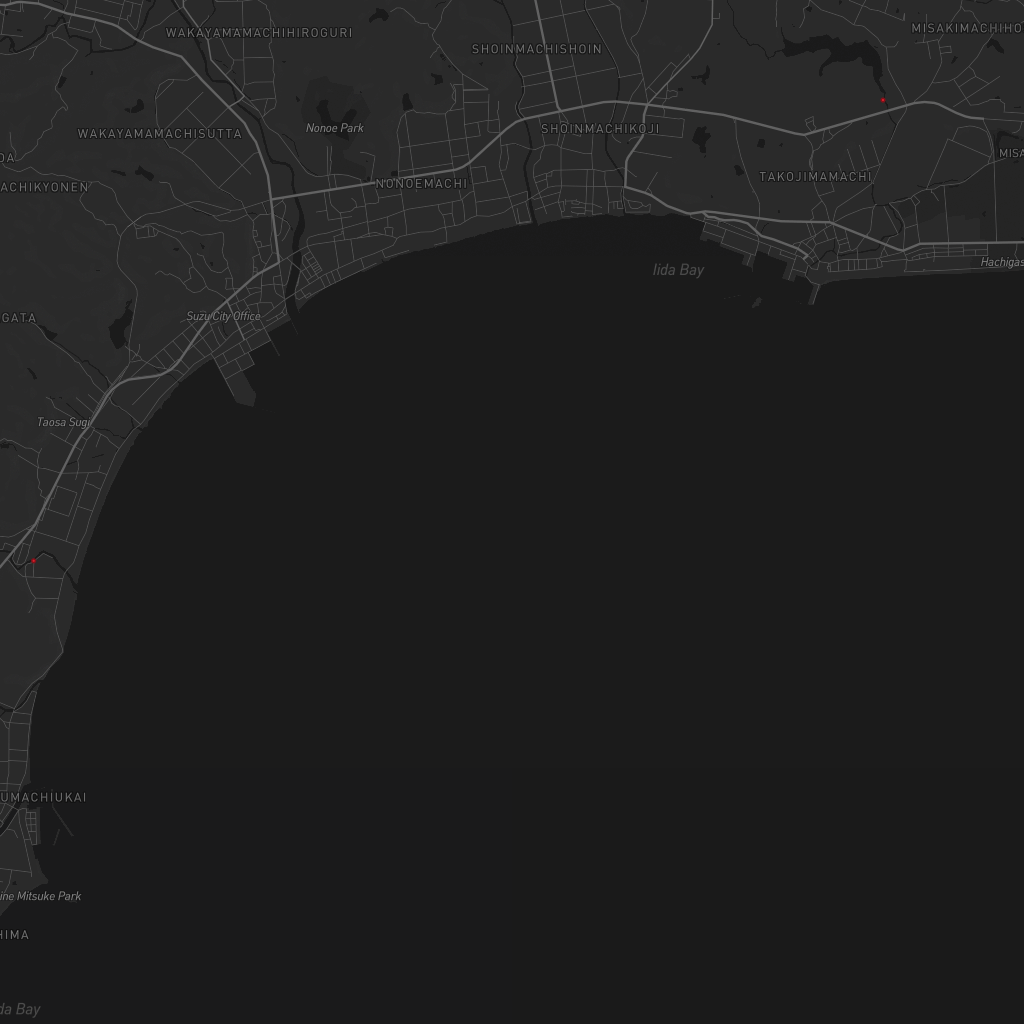 MISAKIMACHIHO
WAKAYAMAMACHIHIROGURI
SHOINMACHISHOIN
Nonoe Park
SHOINMACHIKOJI
WAKAYAMAMACHISUTTA
MISA
DA
TAKOJIMAMACHI
ACHIKYONEN
NONOEMACHI
Hachigas
Iida Bay
Suzu City Office
GATA
Taosa Sugi
UMACHIUKAI
ine Mitsuke Park
HIMA
da Bay